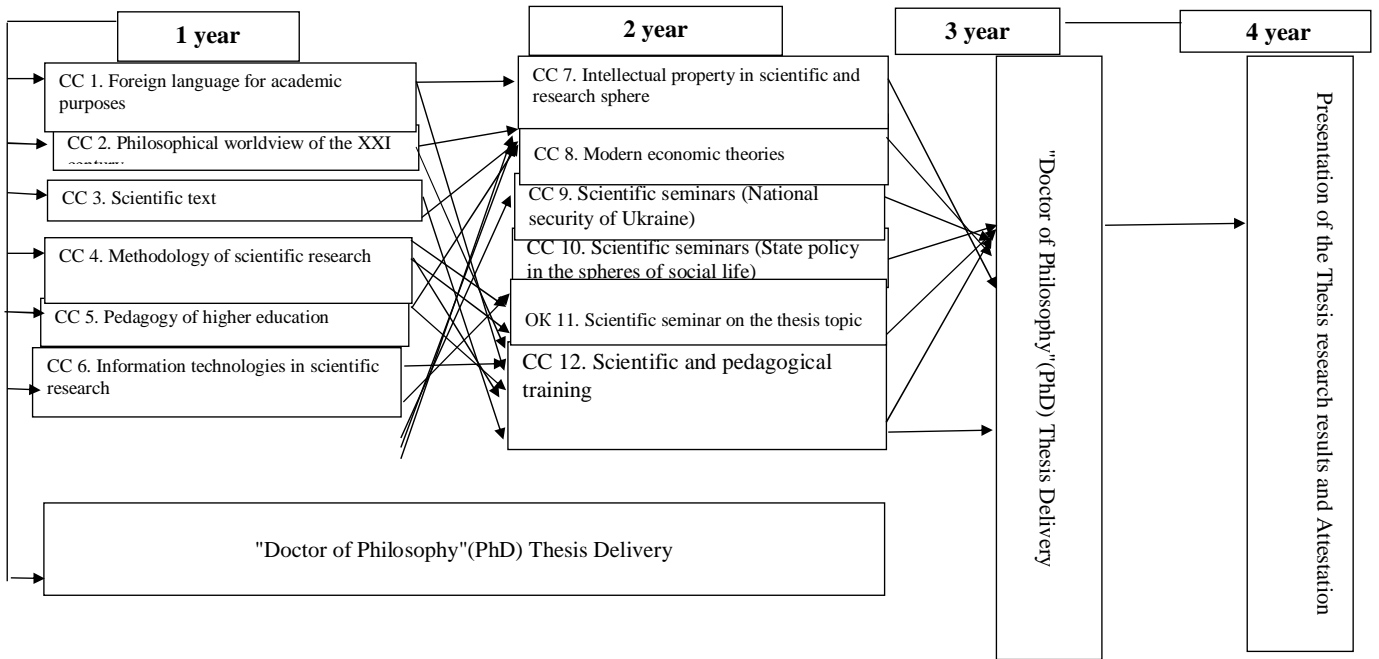 1 year
2 year
3 year
4 year
CC 1. Foreign language for academic
purposes
CC 2. Philosophical worldview of the XXI
century
CC 3. Scientific text
CC 4. Methodology of scientific research
CC 5. Pedagogy of higher education
CC 6. Information technologies in scientific
research
CC 7. Intellectual property in scientific and
research sphere
CC 8. Modern economic theories
CC 9. Scientific seminars (National
security of Ukraine)
CC 10. Scientific seminars (State policy
in the spheres of social life)
OK 11. Scientific seminar on the thesis topic
CC 12. Scientific and pedagogical
training
"Doctor of Philosophy"(PhD) Thesis Delivery
"Doctor of Philosophy"(PhD) Thesis Delivery
Presentation of the Thesis research results and Attestation